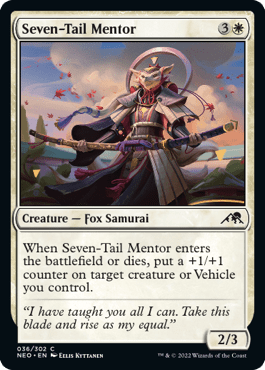 Seven-Tail Mentor 3
Creature — Fox Samurai
When Seven-Tail Mentor enters
the battlefield or dies, put a +1/+1
counter on target creature or Vehicle
you control.
“I have taught you all I can. Take this
blade and rise as my equal.”
2/3
036/302 C
NEO • EN Eelis Kyttanen
™ & © 2022 Wizards of the Coast